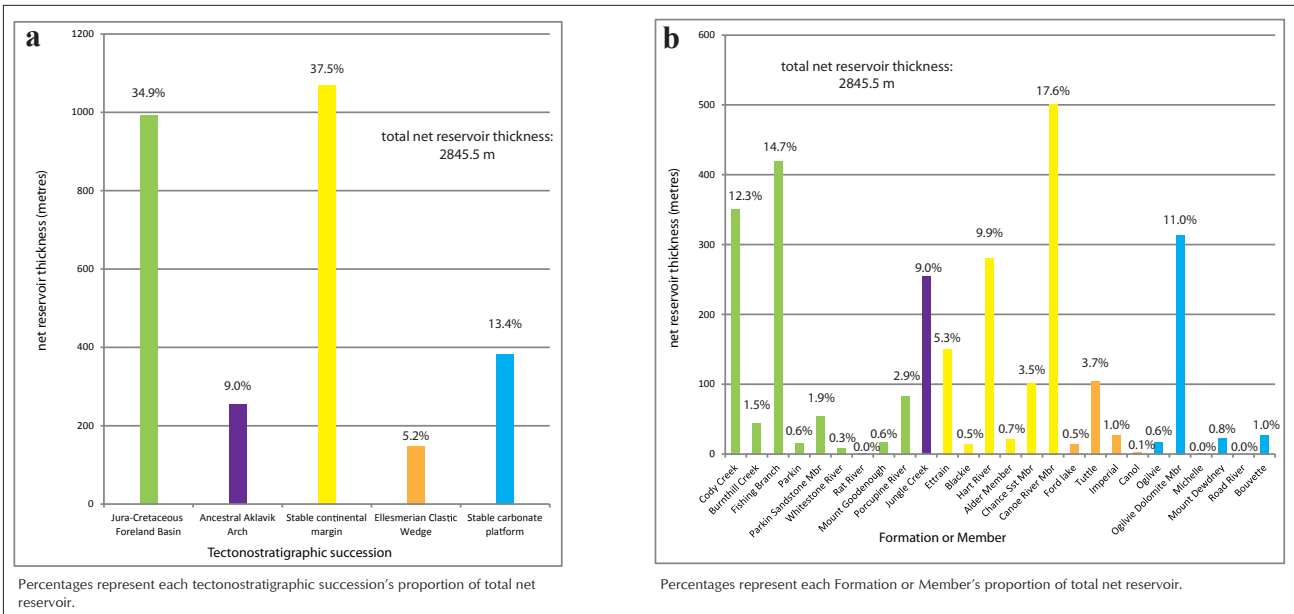 a
1200
1000
800
600
400
200
0
net reservoir thickness (metres)
34.9%
9.0%
37.5%
5.2%
13.4%
total net reservoir thickness:
2845.5 m
Jura-Cretaceous
Foreland Basin
Ancestral Aklavik
Arch
Stable continental
margin
Ellesmerian Clastic
Wedge
Stable carbonate
platform
Tectonostratigraphic succession
Percentages represent each tectonostratigraphic succession's proportion of total net
reservoir.
b
600
500
400
300
200
100
0
net reservoir thickness (metres)
total net reservoir thickness:
2845.5 m
12.3%
1.5%
14.7%
0.6%
1.9%
0.3%
0.0%
0.6%
2.9%
9.0%
5.3%
0.5%
9.9%
0.7%
3.5%
17.6%
0.5%
3.7%
1.0%
0.1%
0.6%
11.0%
0.0%
0.8%
0.0%
1.0%
Cody Creek
Burnthill Creek
Fishing Branch
Parkin
Parkin Sandstone Mbr
Whitestone River
Rat River
Mount Goodenough
Porcupine River
Jungle Creek
Ettrain
Blackie
Hart River
Alder Member
Chance Sst Mbr
Canoe River Mbr
Ford lake
Tuttle
Imperial
Canol
Ogilvie
Ogilvie Dolomite Mbr
Michelle
Mount Dewdney
Road River
Bouvette
Formation or Member
Percentages represent each Formation or Member's proportion of total net reservoir.